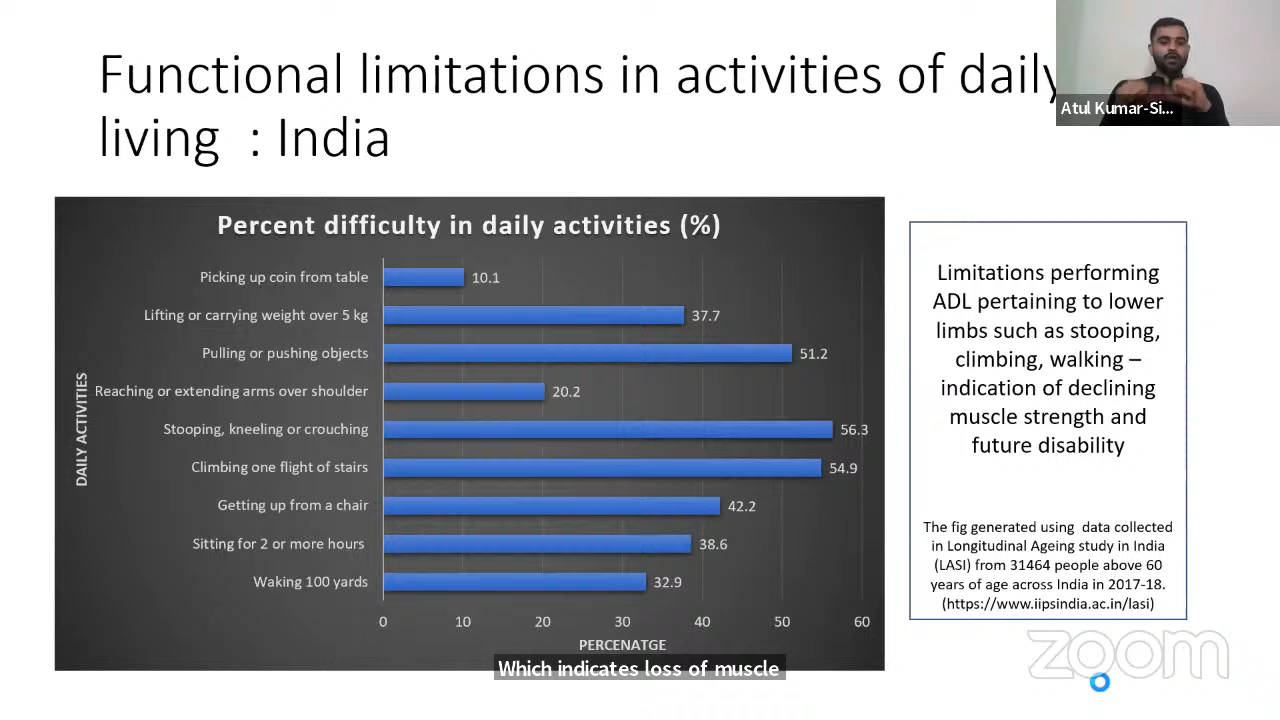 Functional limitations in activities of daily
living : India
Atul Kumar-Si...
Percent difficulty in daily activities (%)
DAILY ACTIVITIES
Picking up coin from table 10.1
Lifting or carrying weight over 5 kg 37.7
Pulling or pushing objects 51.2
Reaching or extending arms over shoulder 20.2
Stooping, kneeling or crouching 56.3
Climbing one flight of stairs 54.9
Getting up from a chair 42.2
Sitting for 2 or more hours 38.6
Waking 100 yards 32.9
0 10 20 30 40 50 60
PERCENATGE
Limitations performing
ADL pertaining to lower
limbs such as stooping,
climbing, walking –
indication of declining
muscle strength and
future disability
The fig generated using data collected
in Longitudinal Ageing study in India
(LASI) from 31464 people above 60
years of age across India in 2017-18.
(https://www.iipsindia.ac.in/lasi)
zoom
Which indicates loss of muscle